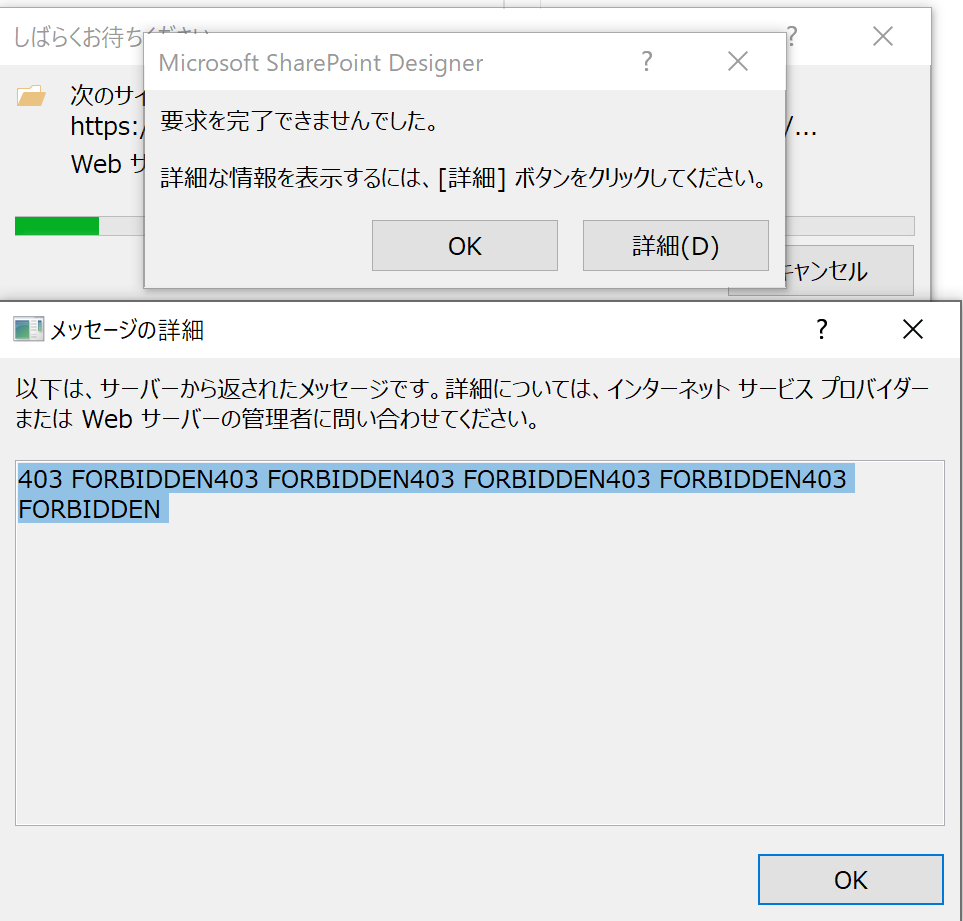 しばらくお待ちください
?
Microsoft SharePoint Designer
?
次のサイ
https:/
/...
Web サ
要求を完了できませんでした。
詳細な情報を表示するには、[詳細] ボタンをクリックしてください。
OK
詳細(D)
キャンセル
メッセージの詳細
?
以下は、サーバーから返されたメッセージです。詳細については、インターネット サービス プロバイダー
または Web サーバーの管理者に問い合わせてください。
403 FORBIDDEN403 FORBIDDEN403 FORBIDDEN403 FORBIDDEN403
FORBIDDEN
OK